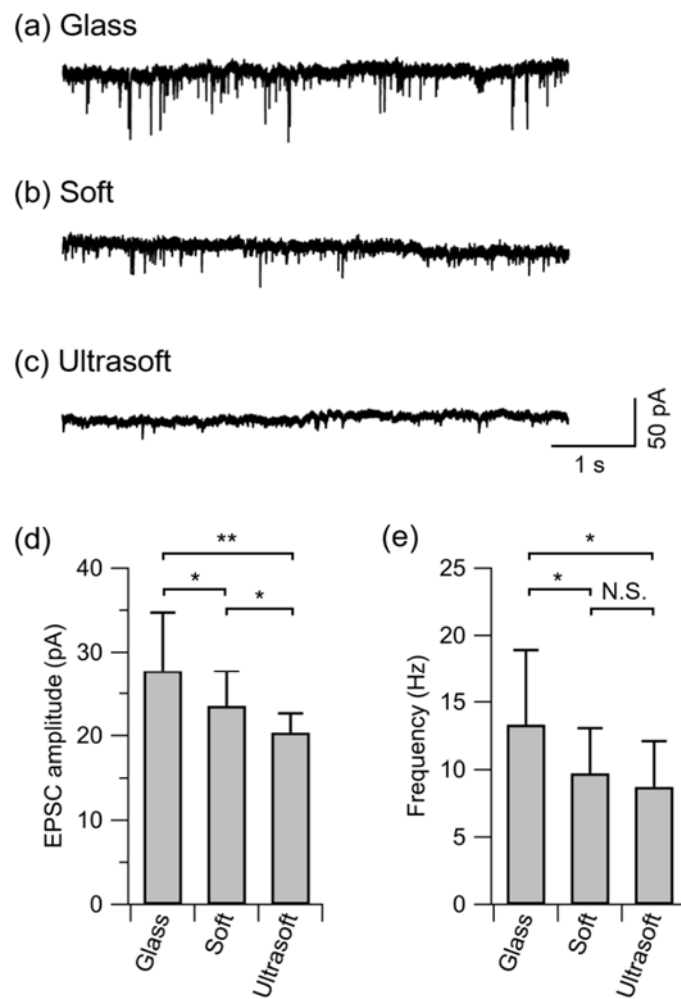 (a) Glass
(b) Soft
(c) Ultrasoft
50 pA
1 s
(d)
**
*
*
EPSC amplitude (pA)
40
30
20
10
0
Glass
Soft
Ultrasoft
(e)
*
*
N.S.
Frequency (Hz)
25
20
15
10
5
0
Glass
Soft
Ultrasoft